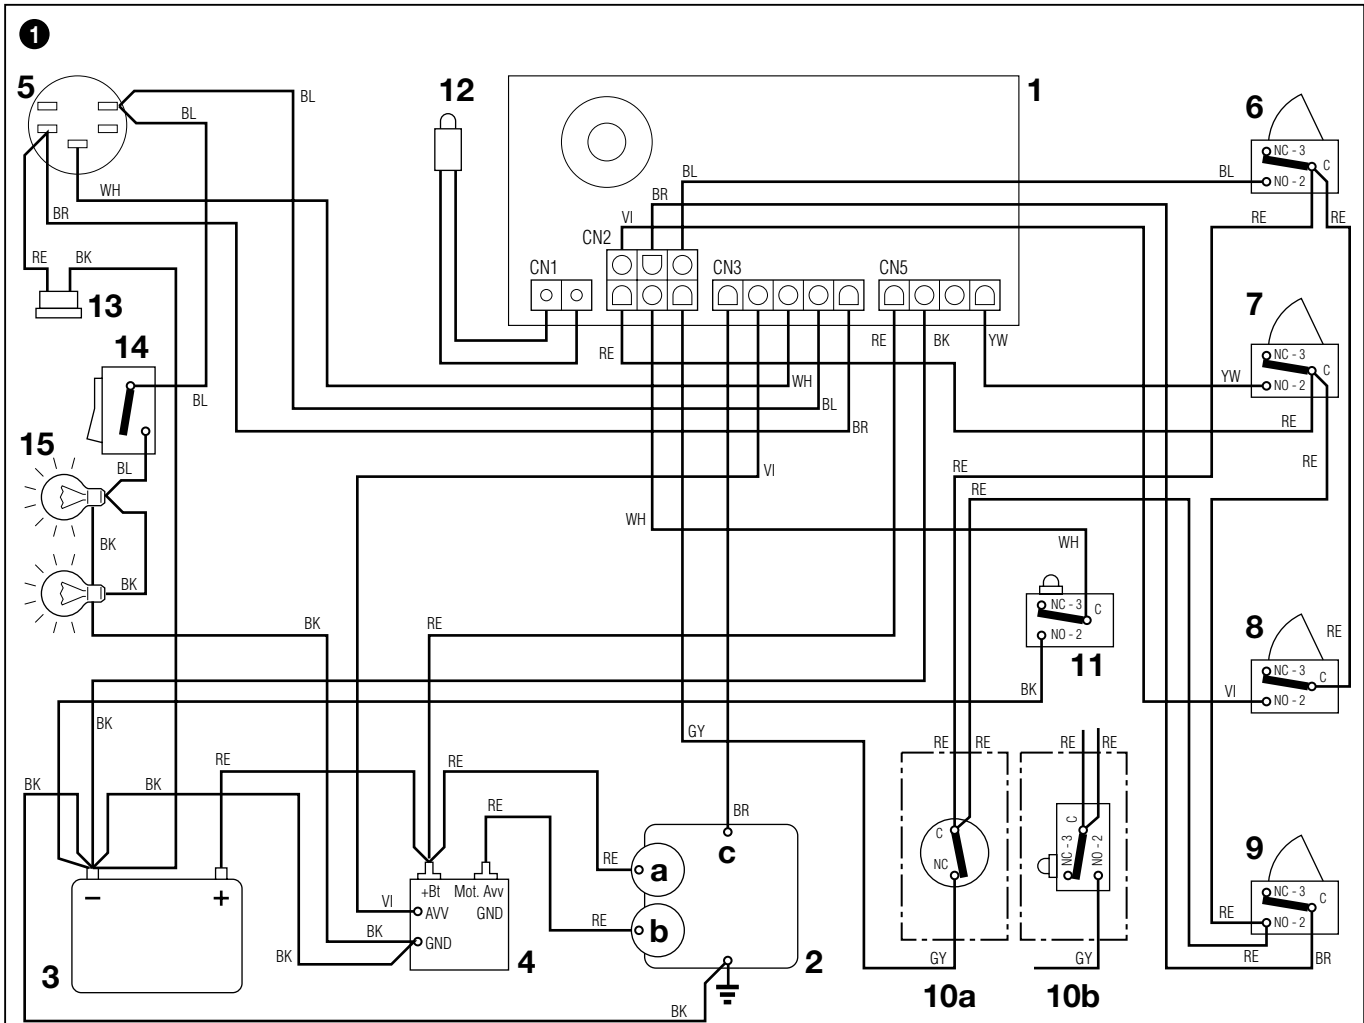 1
5
12
1
6
BL
BL
NC - 3
C
NO - 2
BL
BL
BR
WH
VI
RE
RE
BR
CN2
RE
BK
CN1
CN3
CN5
13
7
14
RE
RE
BK
YW
NC - 3
C
NO - 2
YW
WH
BL
BL
BR
RE
15
BL
VI
RE
RE
RE
WH
BK
WH
BK
NC - 3
C
NO - 2
11
8
BK
RE
RE
NC - 3
C
NO - 2
BK
VI
BK
GY
RE
RE
RE
RE
RE
RE
BK
BK
RE
BR
c
C
NC
C
NC - 3
NO - 2
9
RE
a
+Bt
Mot. Avv
NC - 3
C
NO - 2
−
+
VI
AVV
GND
RE
b
RE
BK
GND
BK
3
4
2
GY
GY
RE
BR
10a
10b
BK